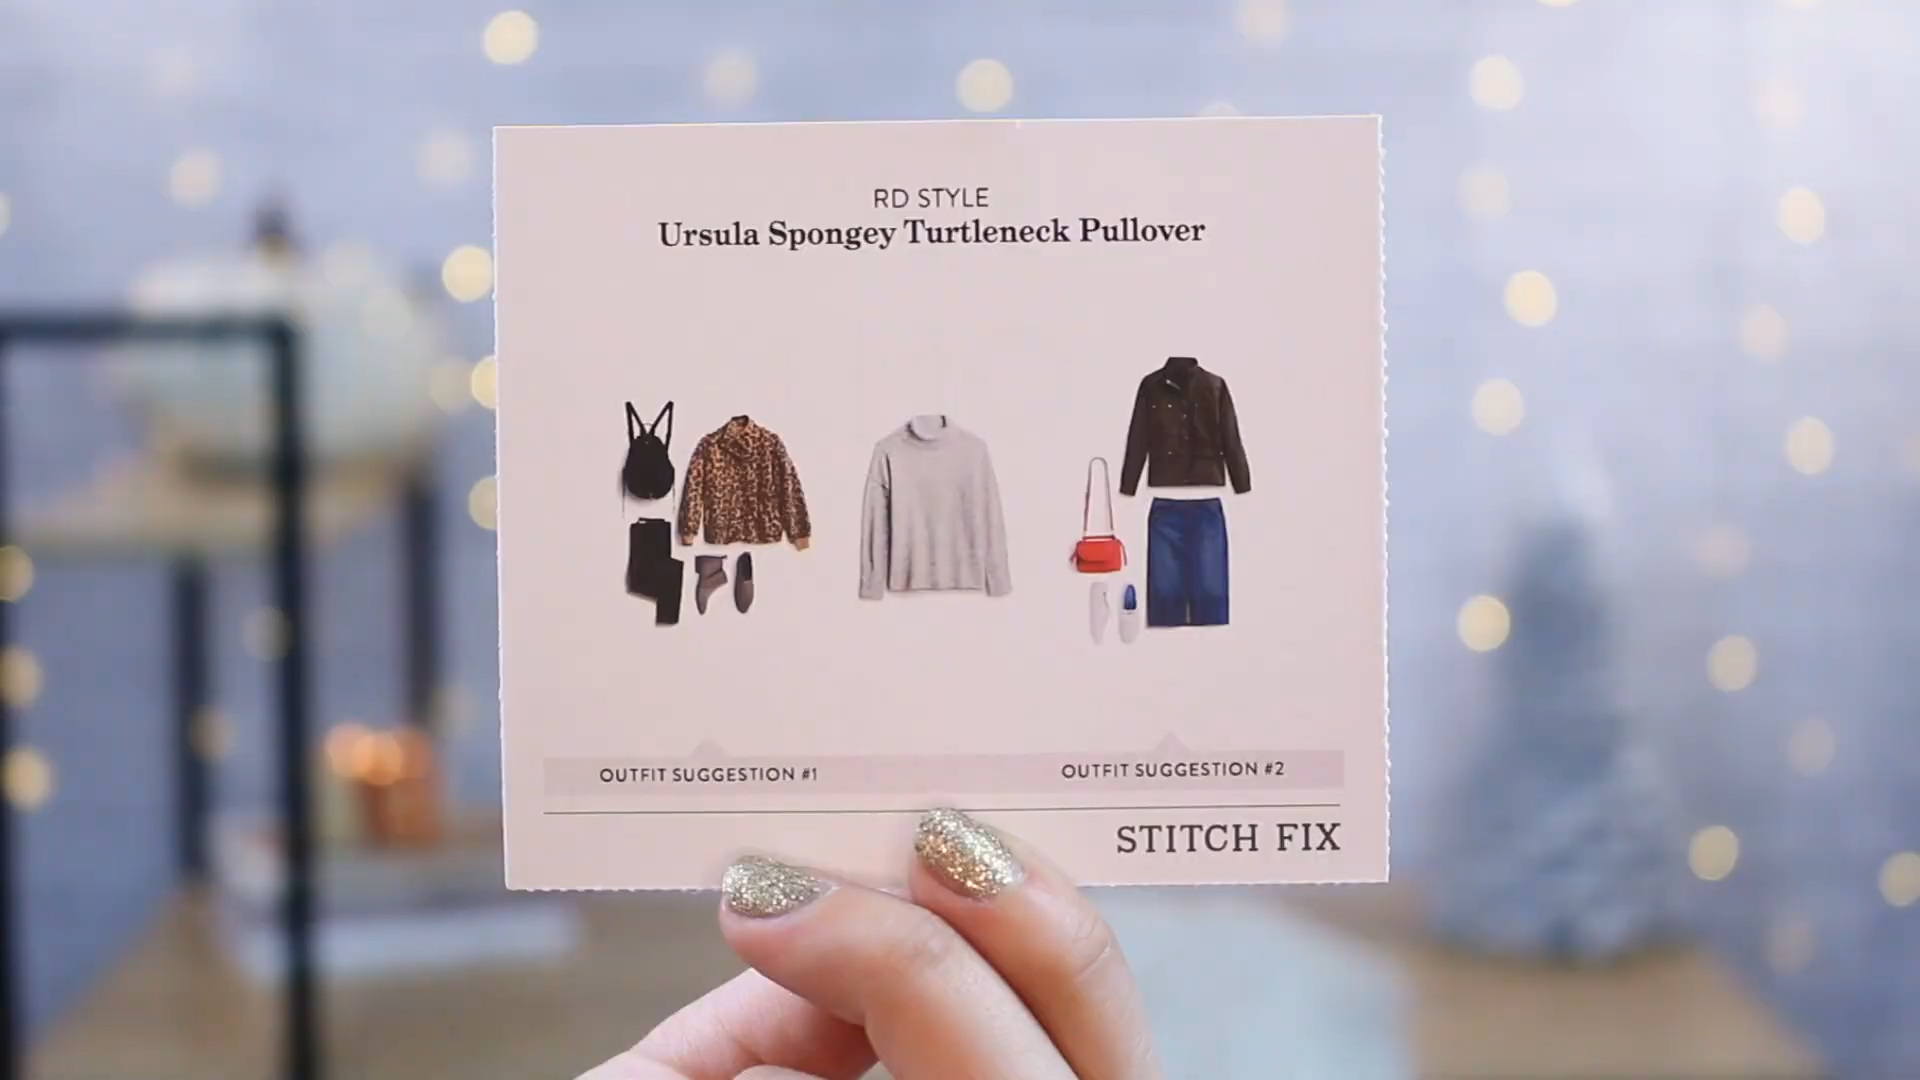 RD STYLE
Ursula Spongey Turtleneck Pullover
OUTFIT SUGGESTION #1
OUTFIT SUGGESTION #2
STITCH FIX